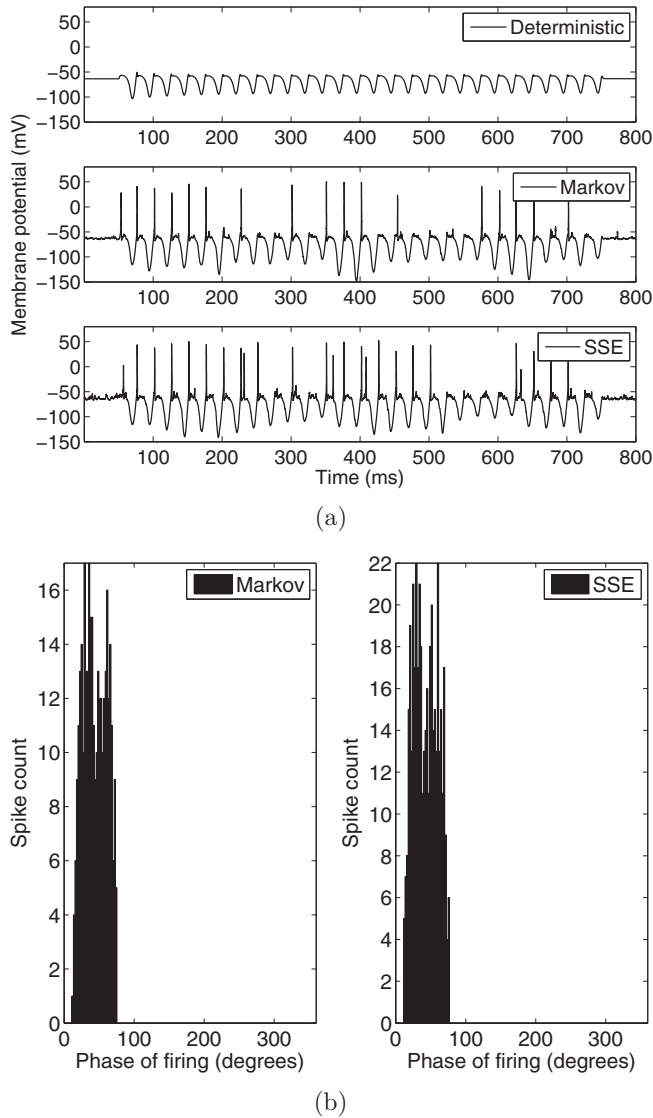 Deterministic
50
0
−50
−100
−150
100 200 300 400 500 600 700 800
Markov
50
0
−50
−100
−150
100 200 300 400 500 600 700 800
SSE
50
0
−50
−100
−150
100 200 300 400 500 600 700 800
Membrane potential (mV)
Time (ms)
(a)
Markov
16
14
12
10
8
6
4
2
0
0 100 200 300
Spike count
Phase of firing (degrees)
SSE
22
20
18
16
14
12
10
8
6
4
2
0
0 100 200 300
Spike count
Phase of firing (degrees)
(b)